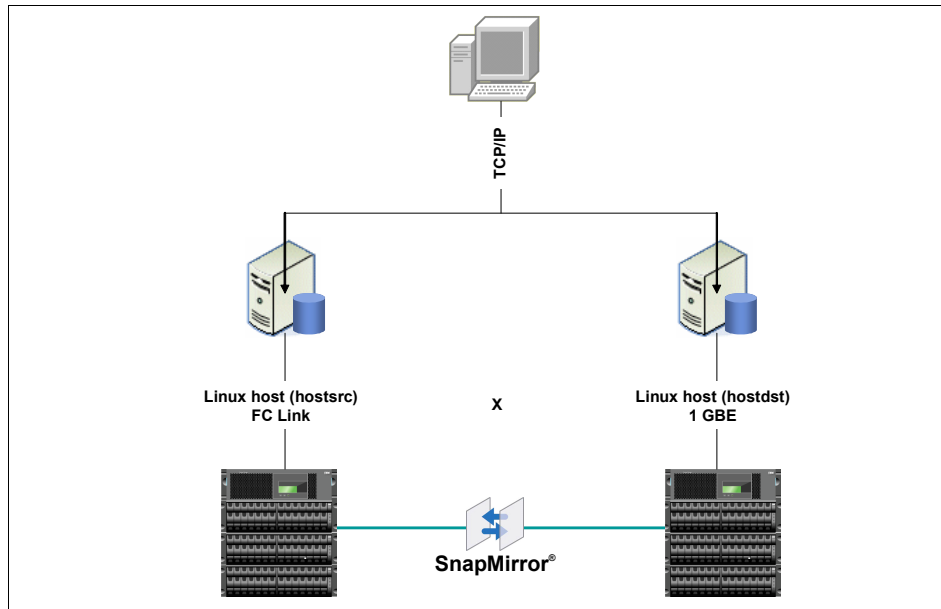 TCP/IP
Linux host (hostsrc)
FC Link
Linux host (hostdst)
1 GBE
X
SnapMirror®